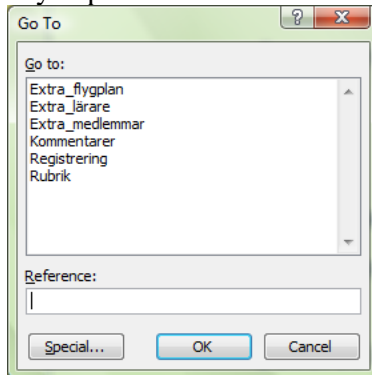 Go To
Go to:
Extra_flygplan
Extra_lärare
Extra_medlemmar
Kommentarer
Registrering
Rubrik
Reference:
Special...
OK
Cancel